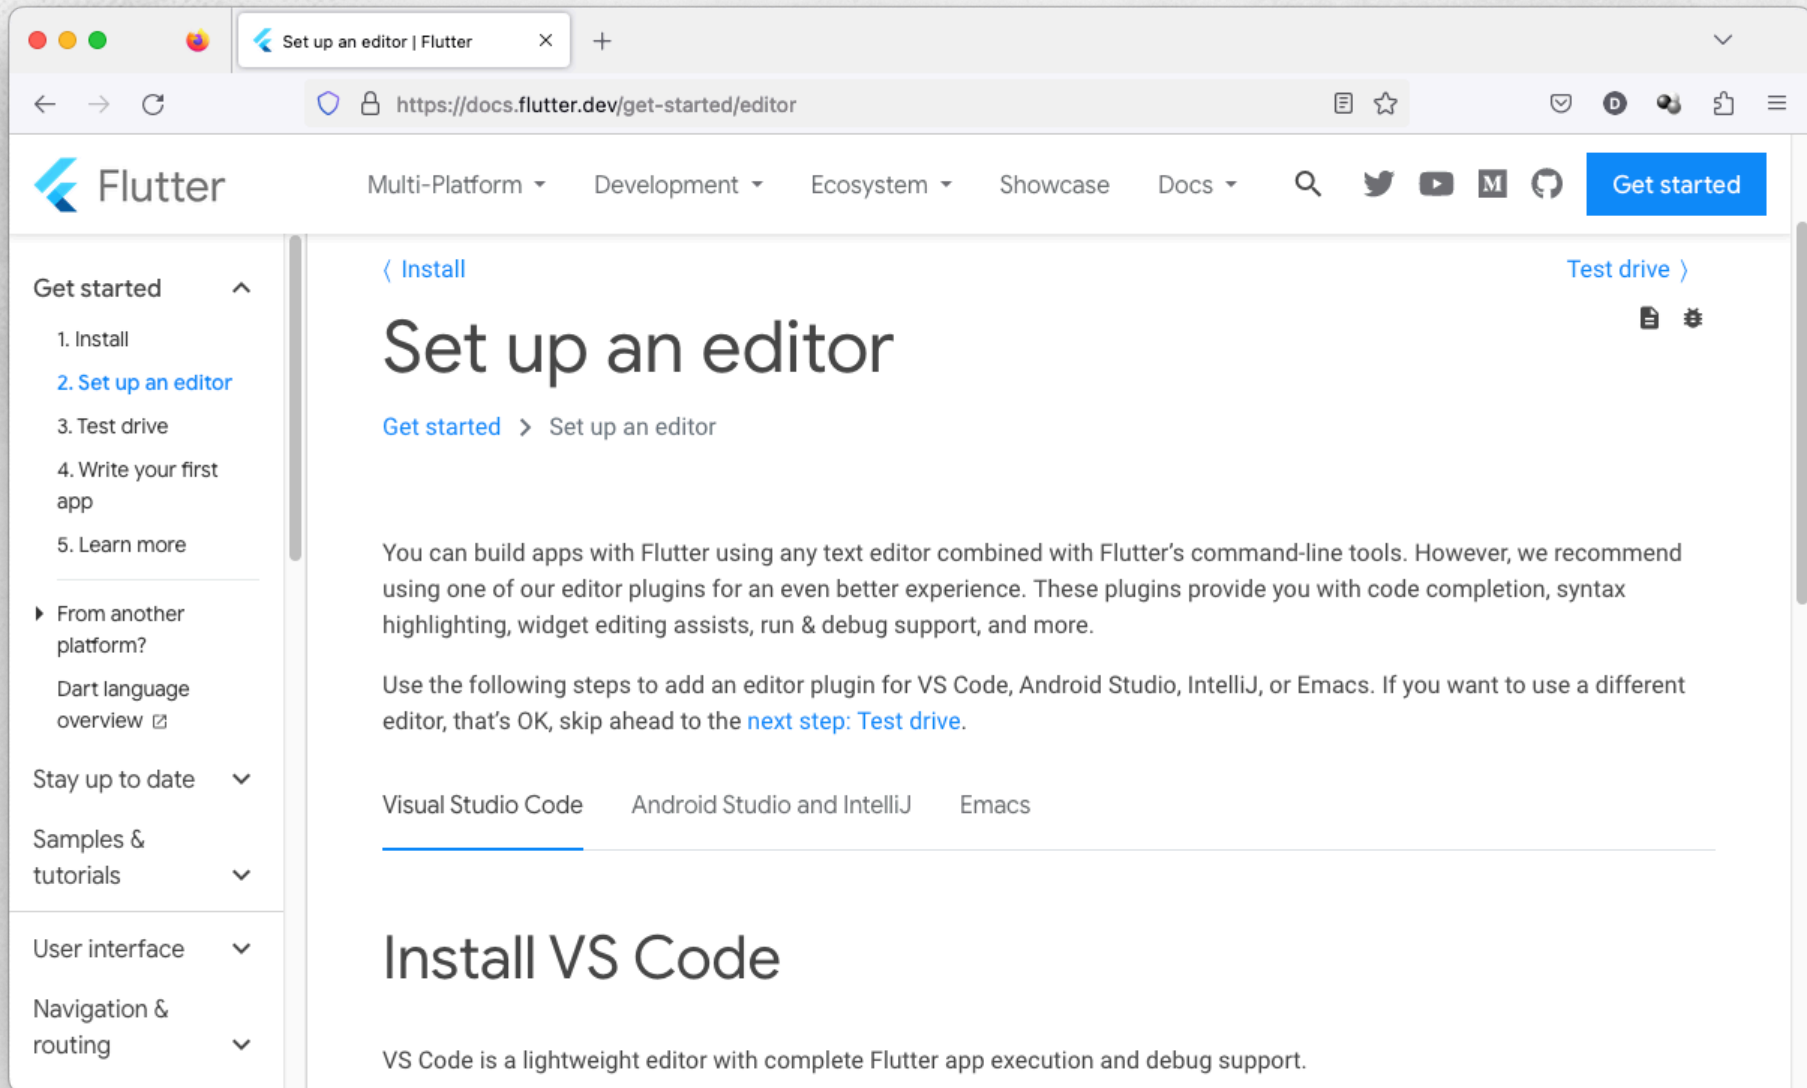 Set up an editor | Flutter
https://docs.flutter.dev/get-started/editor
D
Flutter
Multi-Platform
Development
Ecosystem
Showcase
Docs
M
Get started
Get started
1. Install
2. Set up an editor
3. Test drive
4. Write your first
app
5. Learn more
From another
platform?
Dart language
overview
Stay up to date
Samples &
tutorials
User interface
Navigation &
routing
〈 Install
Test drive 〉
Set up an editor
Get started > Set up an editor
You can build apps with Flutter using any text editor combined with Flutter’s command-line tools. However, we recommend
using one of our editor plugins for an even better experience. These plugins provide you with code completion, syntax
highlighting, widget editing assists, run & debug support, and more.
Use the following steps to add an editor plugin for VS Code, Android Studio, IntelliJ, or Emacs. If you want to use a different
editor, that’s OK, skip ahead to the next step: Test drive.
Visual Studio Code
Android Studio and IntelliJ
Emacs
Install VS Code
VS Code is a lightweight editor with complete Flutter app execution and debug support.